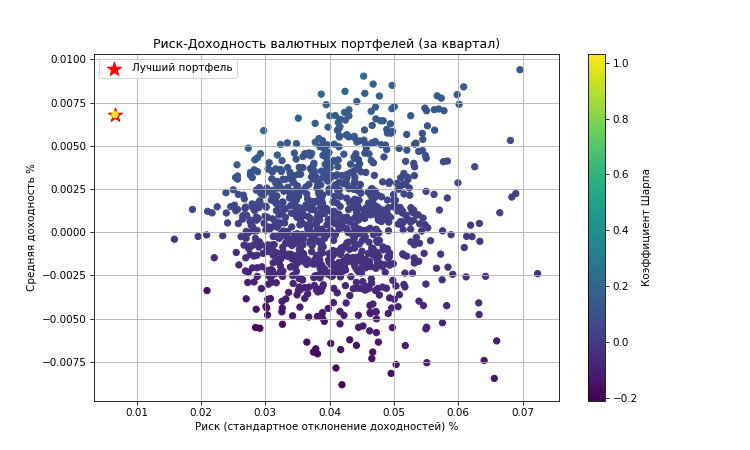 Риск-Доходность валютных портфелей (за квартал)
Лучший портфель
Средняя доходность %
0.0100
0.0075
0.0050
0.0025
0.0000
−0.0025
−0.0050
−0.0075
0.01 0.02 0.03 0.04 0.05 0.06 0.07
Риск (стандартное отклонение доходностей) %
1.0
0.8
0.6
0.4
0.2
0.0
−0.2
Коэффициент Шарпа